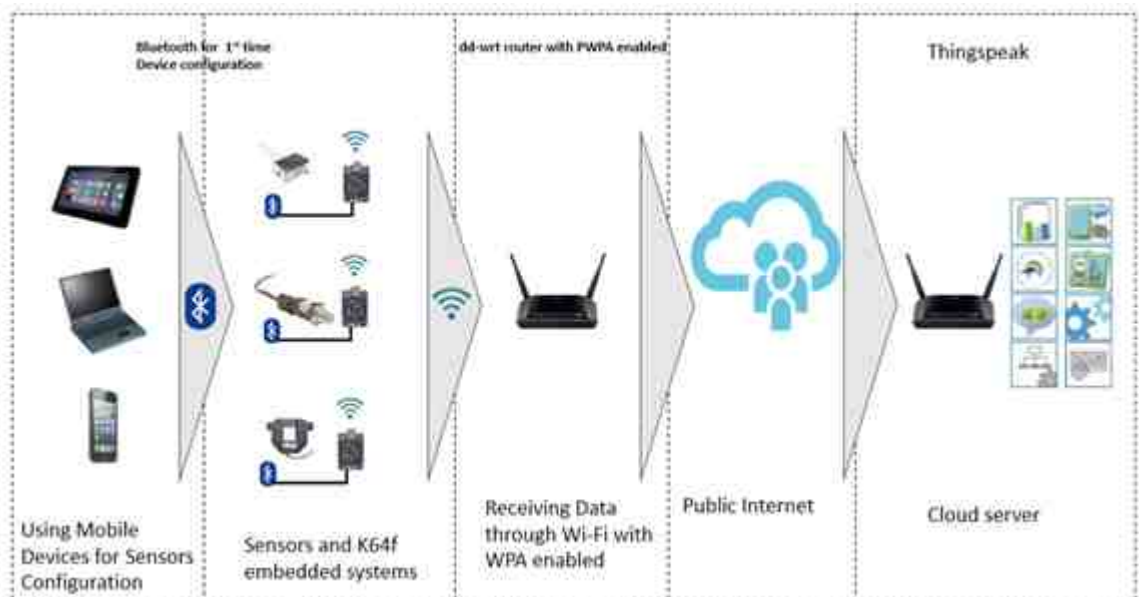 Bluetooth for 1st time
Device configuration
dd-wrt router with PWPA enabled
Thingspeak
Using Mobile
Devices for Sensors
Configuration
Sensors and K64f
embedded systems
Receiving Data
through Wi-Fi with
WPA enabled
Public Internet
Cloud server